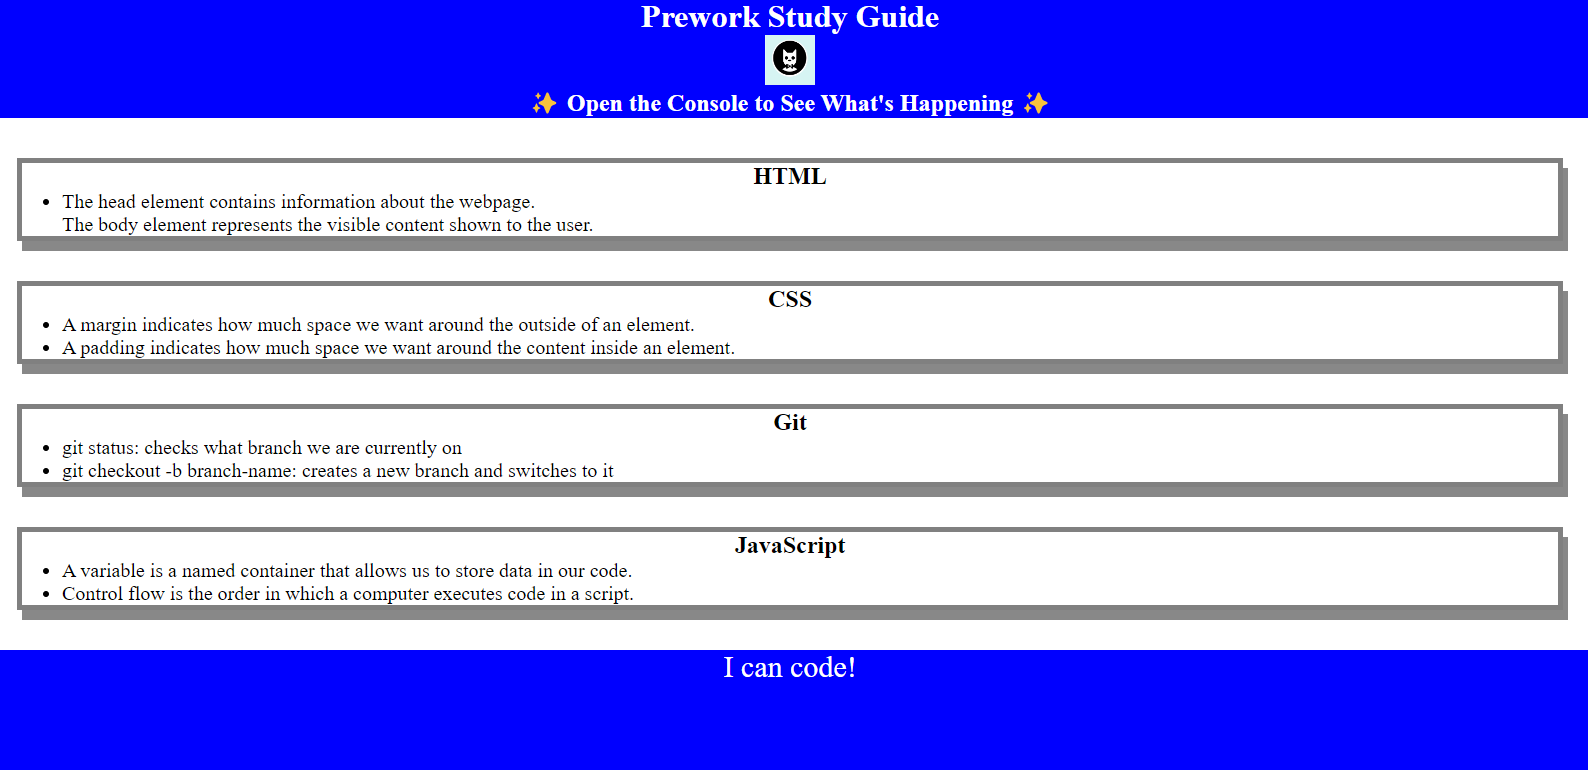 Prework Study Guide
✨ Open the Console to See What's Happening ✨
HTML
• The head element contains information about the webpage.
The body element represents the visible content shown to the user.
CSS
• A margin indicates how much space we want around the outside of an element.
• A padding indicates how much space we want around the content inside an element.
Git
• git status: checks what branch we are currently on
• git checkout -b branch-name: creates a new branch and switches to it
JavaScript
• A variable is a named container that allows us to store data in our code.
• Control flow is the order in which a computer executes code in a script.
I can code!